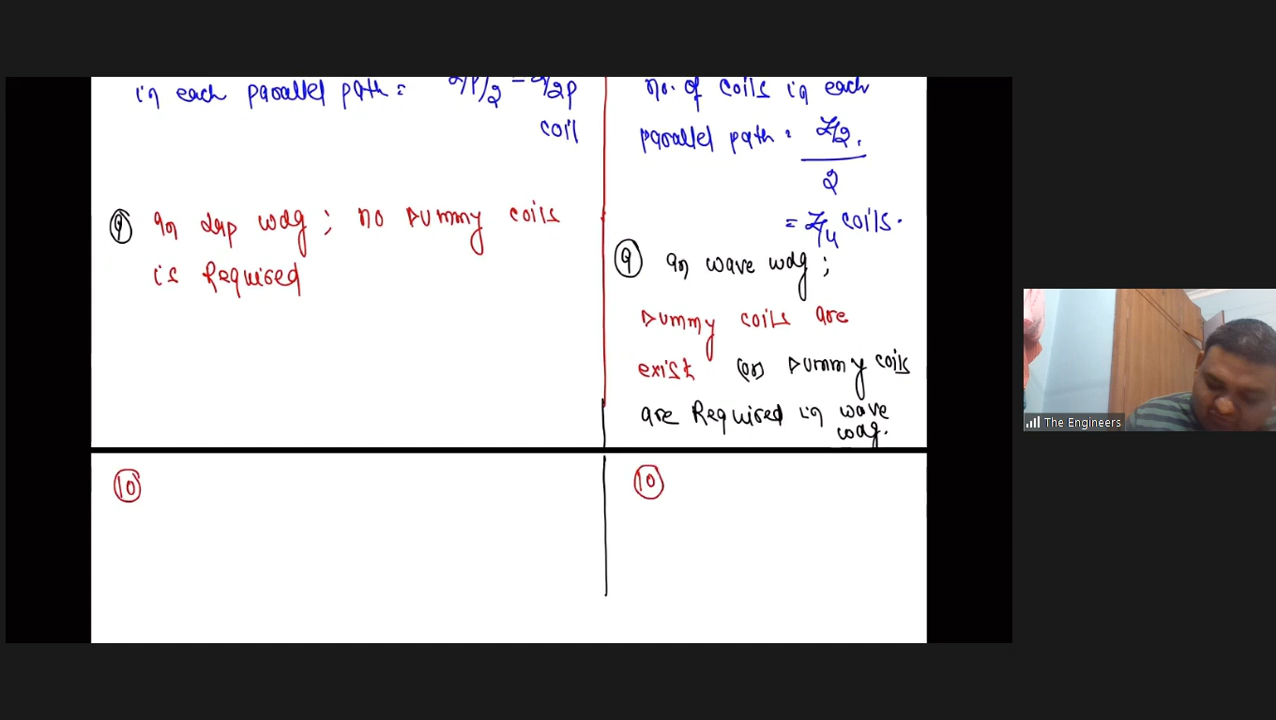 in each parallel path = Z/P/2 = Z/2P
coil
⑨ In Lap wdg ; no Dummy coils
is Required
no. of coils in each
parallel path = Z/2.
2
= Z/4 coils.
⑨ In wave wdg ;
Dummy coils are
exist (or) Dummy coils
are Required in wave
wdg.
⑩
⑩
The Engineers